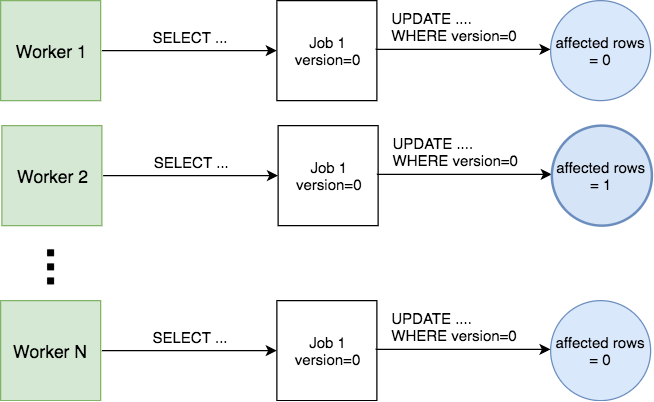 Worker 1
SELECT ...
Job 1
version=0
UPDATE ....
WHERE version=0
affected rows
= 0
Worker 2
SELECT ...
Job 1
version=0
UPDATE ....
WHERE version=0
affected rows
= 1
Worker N
SELECT ...
Job 1
version=0
UPDATE ....
WHERE version=0
affected rows
= 0